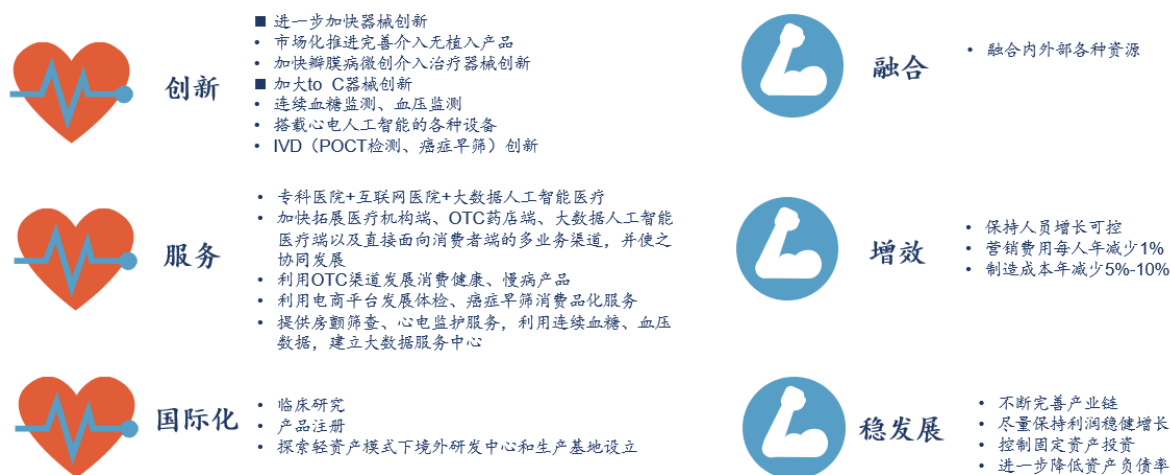 创新
■ 进一步加快器械创新
• 市场化推进完善介入无植入产品
• 加快瓣膜病微创介入治疗器械创新
■ 加大to C器械创新
• 连续血糖监测、血压监测
• 搭载心电人工智能的各种设备
• IVD（POCT检测、癌症早筛）创新
融合
• 融合内外部各种资源
服务
• 专科医院+互联网医院+大数据人工智能医疗
• 加快拓展医疗机构端、OTC药店端、大数据人工智能
医疗端以及直接面向消费者端的多业务渠道，并使之
协同发展
• 利用OTC渠道发展消费健康、慢病产品
• 利用电商平台发展体检、癌症早筛消费品化服务
• 提供房颤筛查、心电监护服务，利用连续血糖、血压
数据，建立大数据服务中心
增效
• 保持人员增长可控
• 营销费用每人年减少1%
• 制造成本年减少5%-10%
国际化
• 临床研究
• 产品注册
• 探索轻资产模式下境外研发中心和生产基地设立
稳发展
• 不断完善产业链
• 尽量保持利润稳健增长
• 控制固定资产投资
• 进一步降低资产负债率